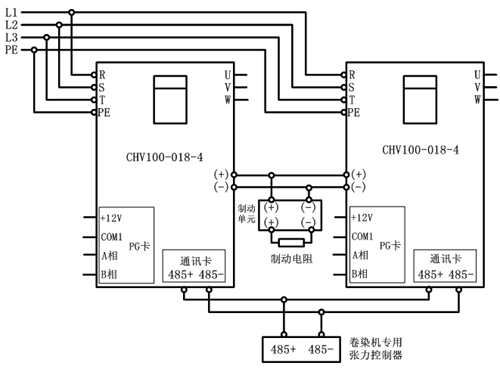 L1
L2
L3
PE
R
S
T
PE
U
V
W
CHV100-018-4
(+)
(-)
+12V
COM1
A相
B相
PG卡
通讯卡
485+ 485-
R
S
T
PE
U
V
W
CHV100-018-4
(+)
(-)
+12V
COM1
A相
B相
PG卡
通讯卡
485+ 485-
制动
单元
(+) (-)
(+) (-)
制动电阻
485+ 485-
卷染机专用
张力控制器